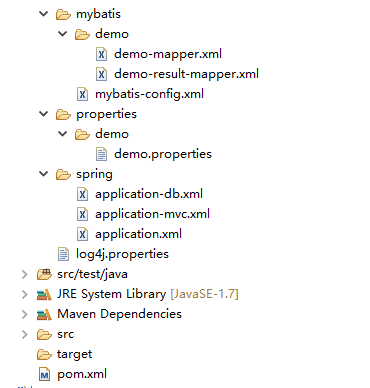 mybatis
demo
demo-mapper.xml
demo-result-mapper.xml
mybatis-config.xml
properties
demo
demo.properties
spring
application-db.xml
application-mvc.xml
application.xml
log4j.properties
src/test/java
JRE System Library [JavaSE-1.7]
Maven Dependencies
src
target
pom.xml